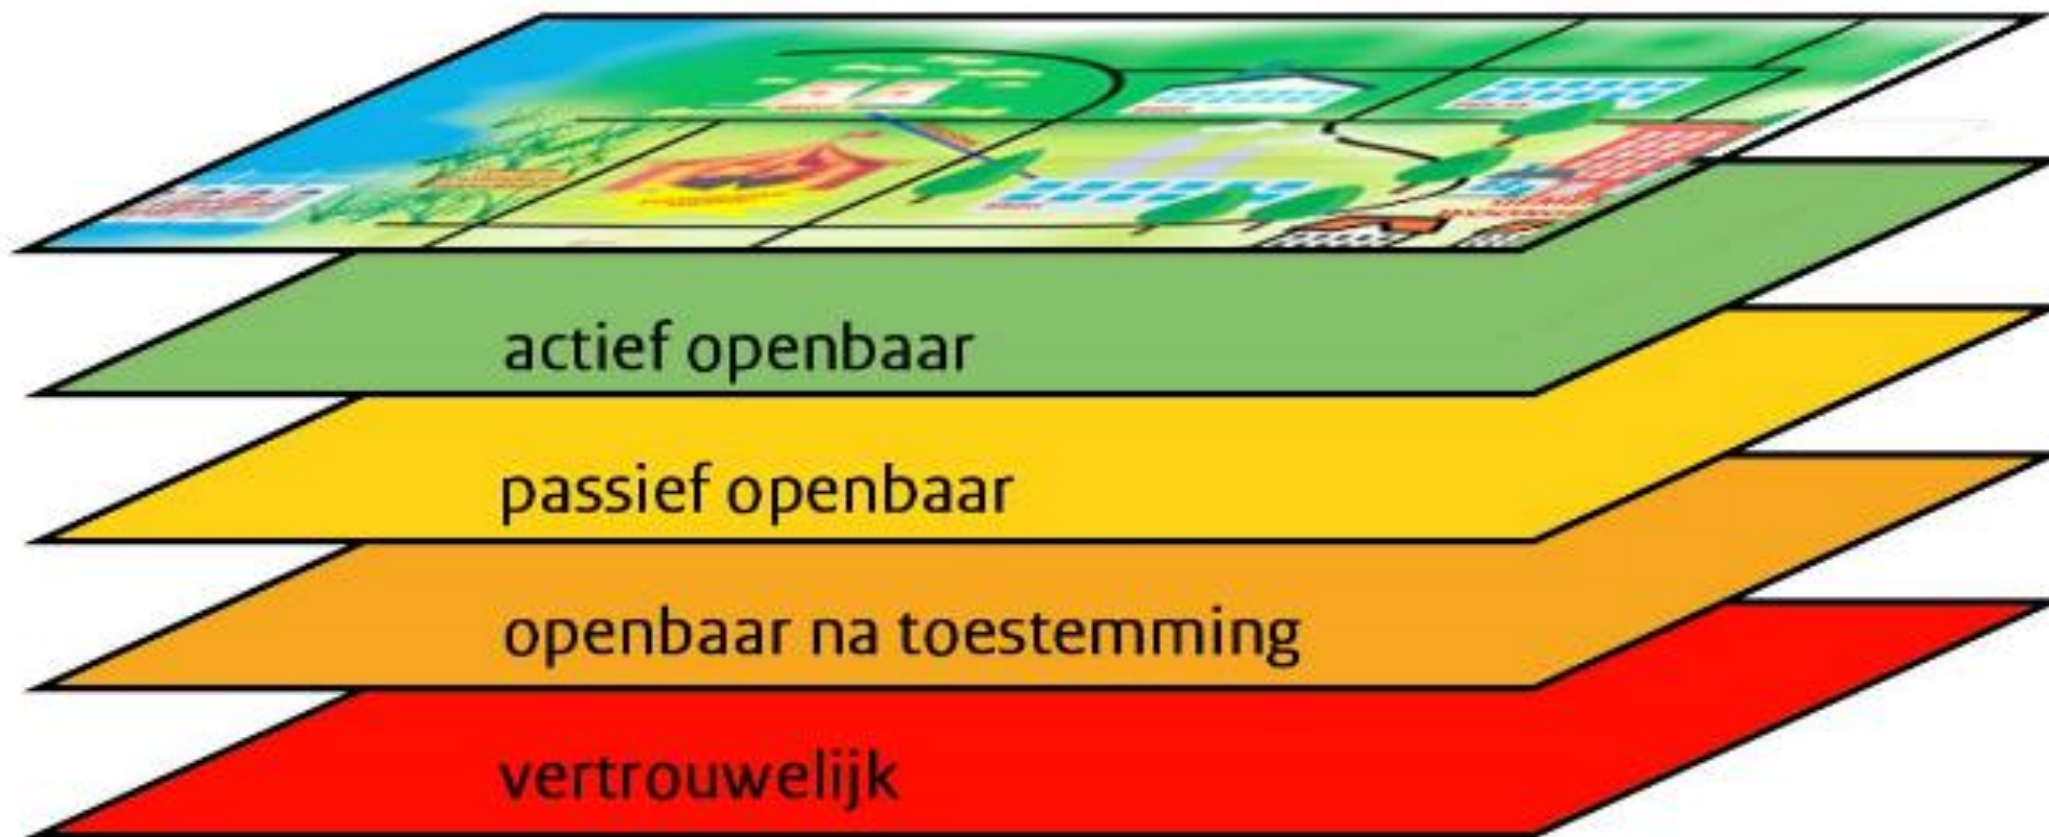 actief openbaar
passief openbaar
openbaar na toestemming
vertrouwelijk